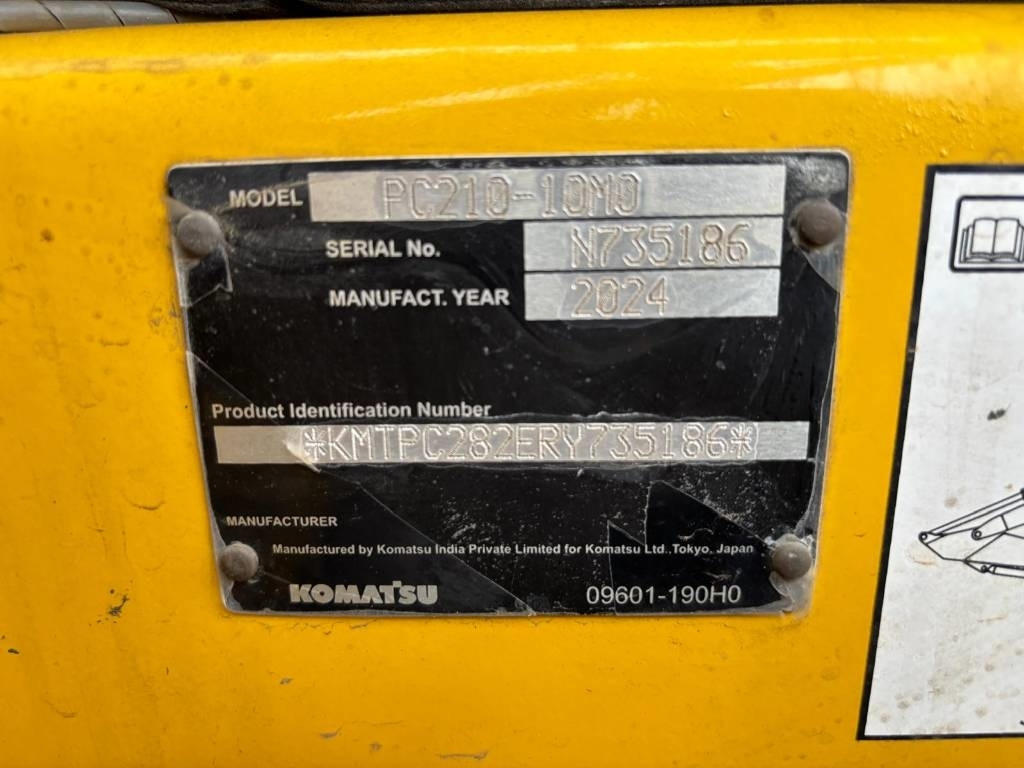 MODEL PC210-10M0
SERIAL No. N735186
MANUFACT. YEAR 2024
Product Identification Number
*KMTPC282ERY735186*
MANUFACTURER
Manufactured by Komatsu India Private Limited for Komatsu Ltd., Tokyo, Japan
KOMATSU 09601-190H0